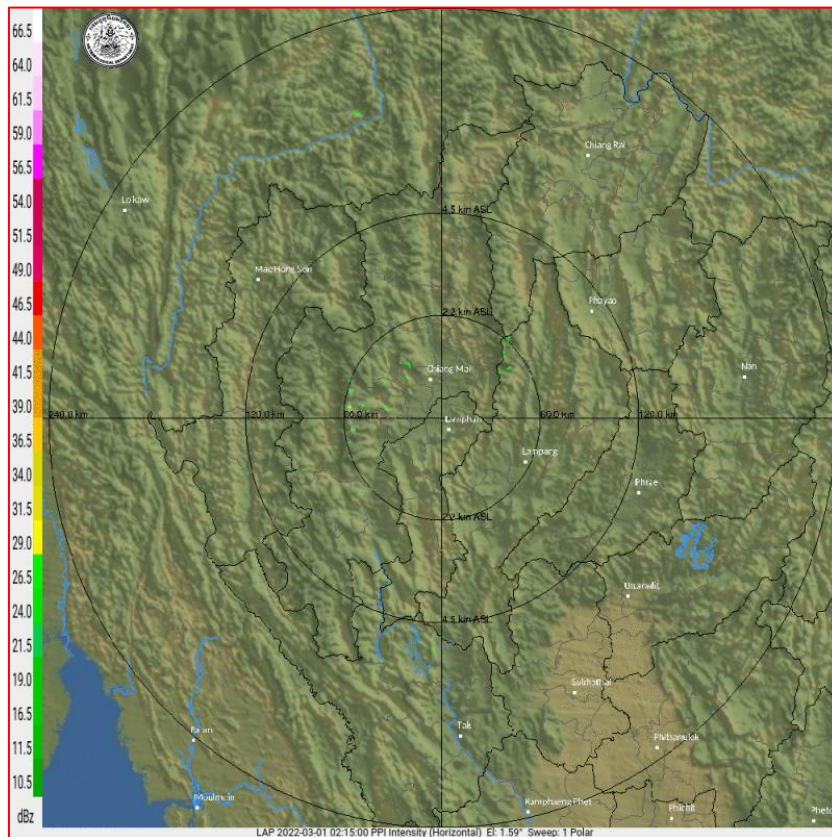 66.5
64.0
61.5
59.0
56.5
54.0
51.5
49.0
46.5
44.0
41.5
39.0
36.5
34.0
31.5
29.0
26.5
24.0
21.5
19.0
16.5
14.0
11.5
10.5
dBz
Chiang Rai
Loikaw
4.5 km ASL
Mae Hong Son
Phayao
2.2 km ASL
Chiang Mai
Nan
240.0 km
120.0 km
60.0 km
60.0 km
120.0 km
Lamphun
Lampang
Phrae
2.2 km ASL
Uttaradit
4.5 km ASL
Sukhothai
Pa-an
Tak
Phitsanulok
Moulmein
Kamphaeng Phet
Phichit
LAP 2022-03-01 02:15:00 PPI Intensity (Horizontal) El: 1.59° Sweep: 1 Polar